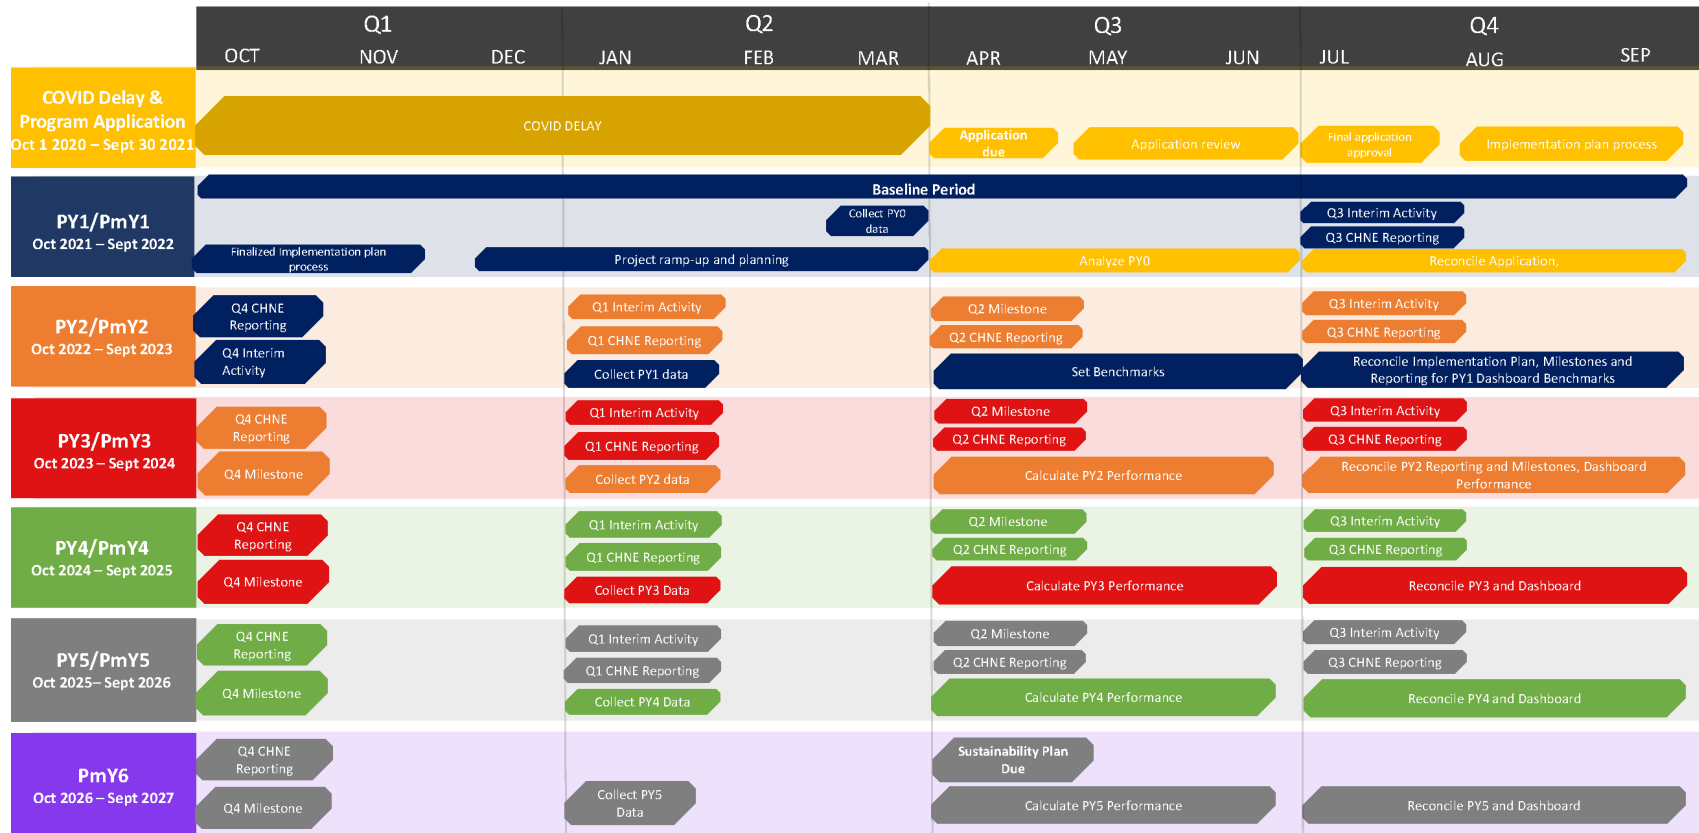 Q1
Q2
Q3
Q4
OCT
NOV
DEC
JAN
FEB
MAR
APR
MAY
JUN
JUL
AUG
SEP
COVID Delay &
Program Application
Oct 1 2020 – Sept 30 2021
COVID DELAY
Application
due
Application review
Final application
approval
Implementation plan process
PY1/PmY1
Oct 2021 – Sept 2022
Baseline Period
Collect PY0
data
Q3 Interim Activity
Q3 CHNE Reporting
Finalized Implementation plan
process
Project ramp-up and planning
Analyze PY0
Reconcile Application,
PY2/PmY2
Oct 2022 – Sept 2023
Q4 CHNE
Reporting
Q4 Interim
Activity
Q1 Interim Activity
Q1 CHNE Reporting
Collect PY1 data
Q2 Milestone
Q2 CHNE Reporting
Set Benchmarks
Q3 Interim Activity
Q3 CHNE Reporting
Reconcile Implementation Plan, Milestones and
Reporting for PY1 Dashboard Benchmarks
PY3/PmY3
Oct 2023 – Sept 2024
Q4 CHNE
Reporting
Q4 Milestone
Q1 Interim Activity
Q1 CHNE Reporting
Collect PY2 data
Q2 Milestone
Q2 CHNE Reporting
Calculate PY2 Performance
Q3 Interim Activity
Q3 CHNE Reporting
Reconcile PY2 Reporting and Milestones, Dashboard
Performance
PY4/PmY4
Oct 2024 – Sept 2025
Q4 CHNE
Reporting
Q4 Milestone
Q1 Interim Activity
Q1 CHNE Reporting
Collect PY3 Data
Q2 Milestone
Q2 CHNE Reporting
Calculate PY3 Performance
Q3 Interim Activity
Q3 CHNE Reporting
Reconcile PY3 and Dashboard
PY5/PmY5
Oct 2025– Sept 2026
Q4 CHNE
Reporting
Q4 Milestone
Q1 Interim Activity
Q1 CHNE Reporting
Collect PY4 Data
Q2 Milestone
Q2 CHNE Reporting
Calculate PY4 Performance
Q3 Interim Activity
Q3 CHNE Reporting
Reconcile PY4 and Dashboard
PmY6
Oct 2026 – Sept 2027
Q4 CHNE
Reporting
Q4 Milestone
Collect PY5
Data
Sustainability Plan
Due
Calculate PY5 Performance
Reconcile PY5 and Dashboard